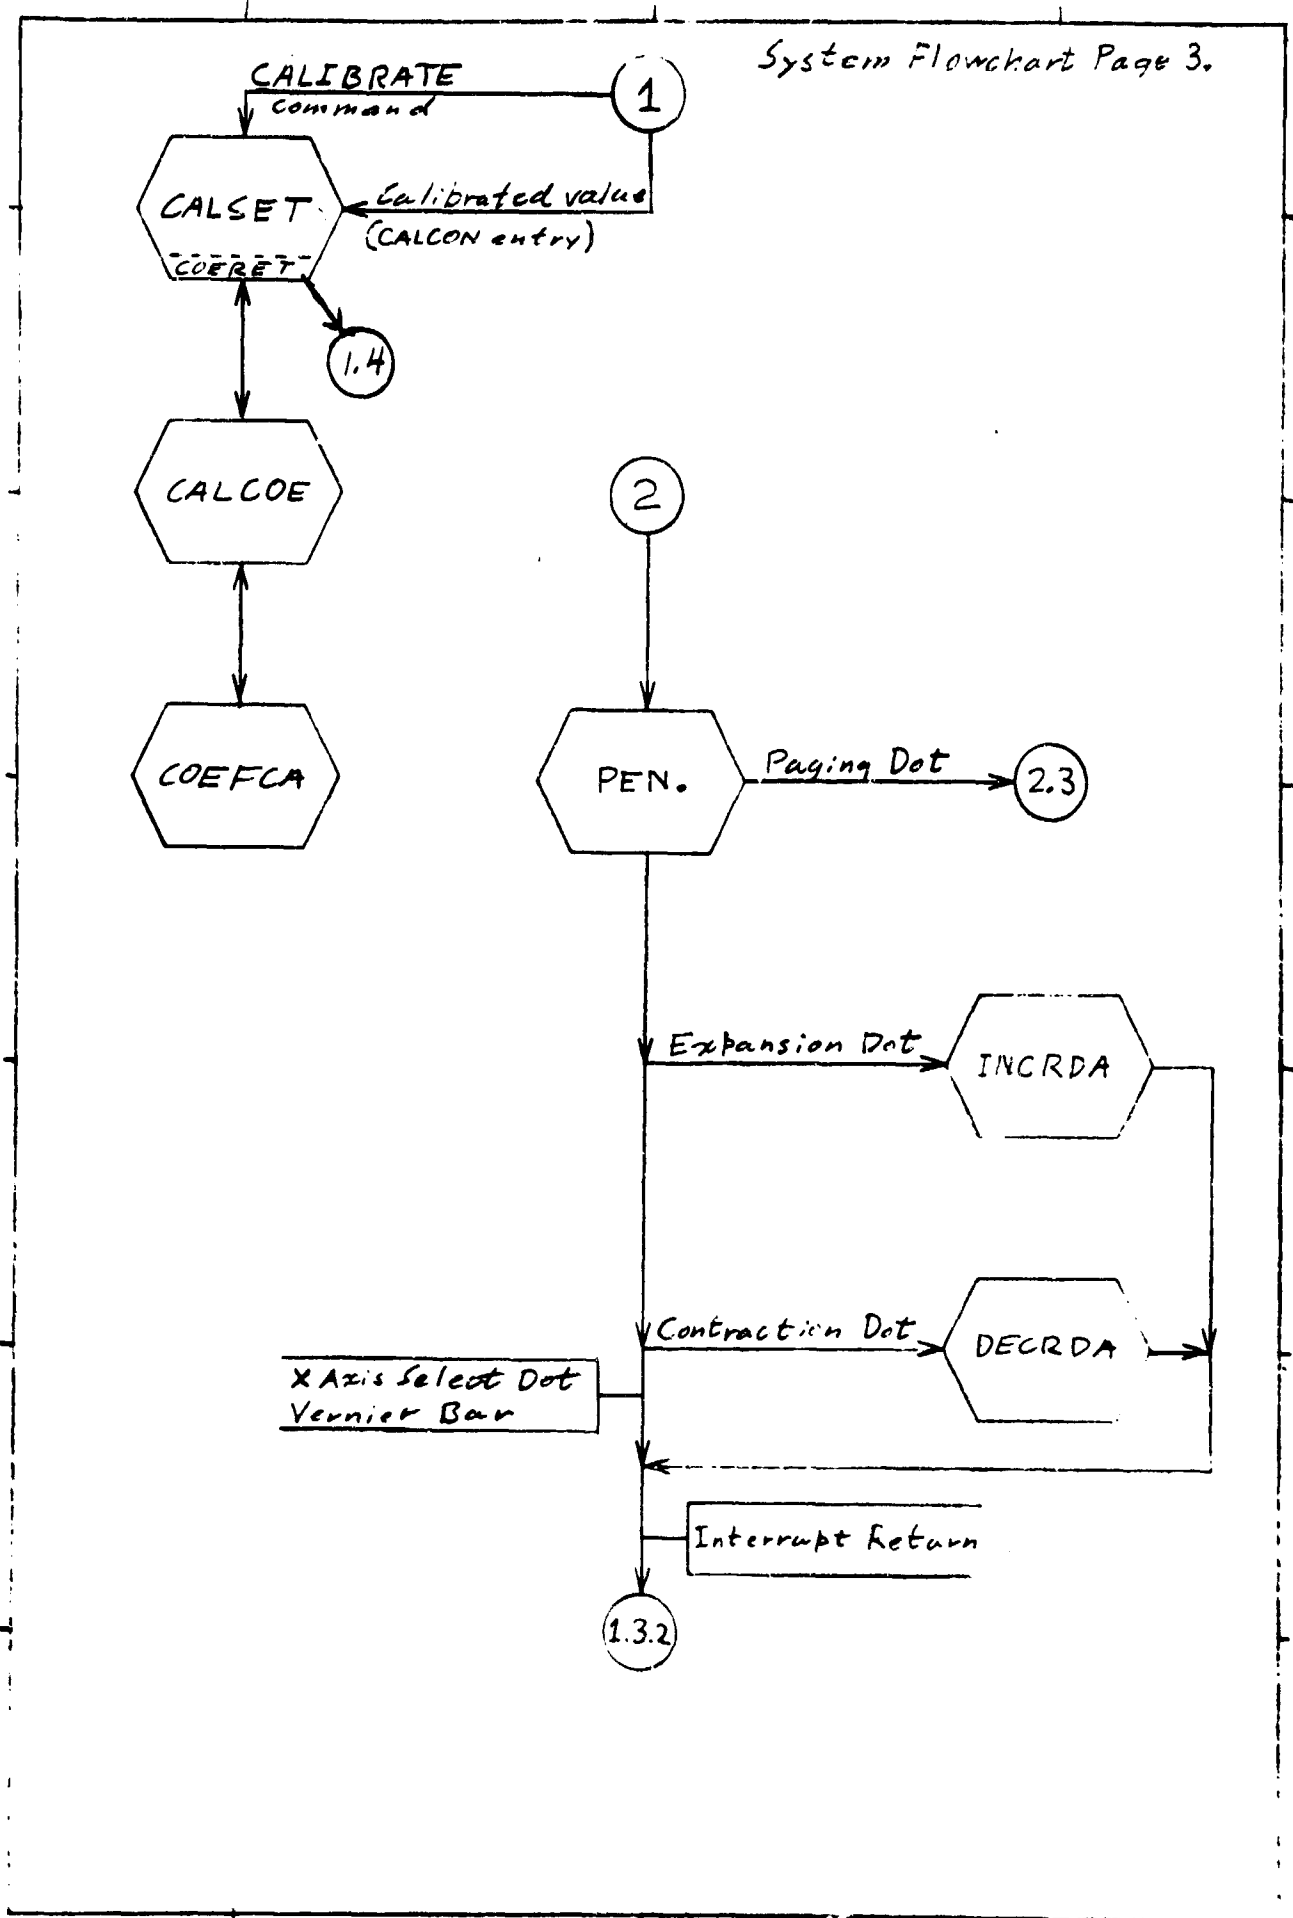 System Flowchart Page 3.
CALIBRATE
command
1
CALSET
Calibrated value
(CALCON entry)
COERET
1.4
CALCOE
2
COEFCA
PEN.
Paging Dot
2.3
Expansion Dot
INCRDA
Contraction Dot
DECRDA
X Axis Select Dot
Vernier Bar
Interrupt Return
1.3.2